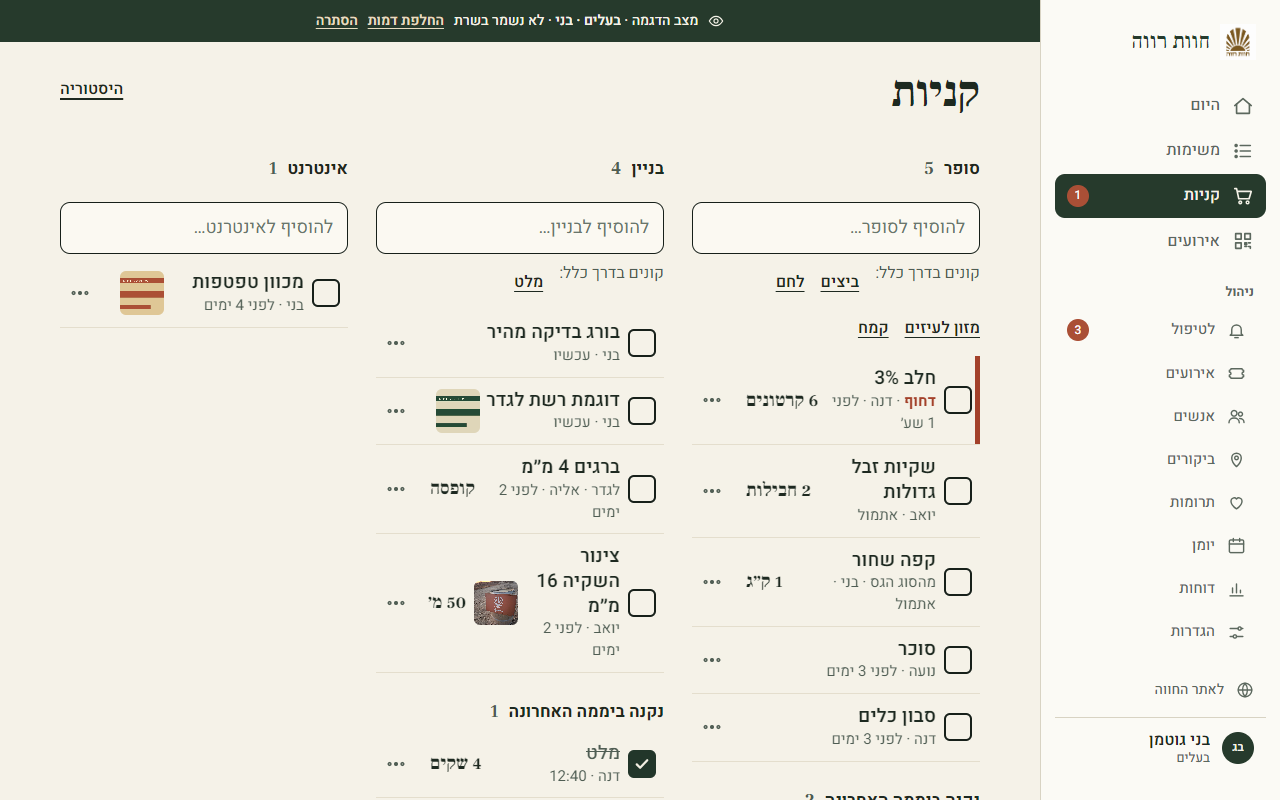 מצב הדגמה · בעלים · בני · לא נשמר בשרת החלפת דמות הסתרה
חוות רווה
היום
משימות
קניות 1
אירועים
ניהול
לטיפול 3
אירועים
אנשים
ביקורים
תרומות
יומן
דוחות
הגדרות
לאתר החווה
בג
בני גוטמן
בעלים
קניות
היסטוריה
סופר 5
להוסיף לסופר...
קונים בדרך כלל: ביצים לחם
מזון לעיזים קמח
חלב 3%
דחוף · דנה · לפני
1 שע׳
6 קרטונים
שקיות זבל
גדולות
יואב · אתמול
2 חבילות
קפה שחור
מהסוג הגס · בני ·
אתמול
1 ק״ג
סוכר
נועה · לפני 3 ימים
סבון כלים
דנה · לפני 3 ימים
נקנה ביממה האחרונה 2
בניין 4
להוסיף לבניין...
קונים בדרך כלל: מלט
בורג בדיקה מהיר
בני · עכשיו
דוגמת רשת לגדר
בני · עכשיו
ברגים 4 מ״מ
לגדר · אליה · לפני 2
ימים
קופסה
צינור
השקיה 16
מ״מ
יואב · לפני 2
ימים
50 מ׳
נקנה ביממה האחרונה 1
מלט
דנה · 12:40
4 שקים
אינטרנט 1
להוסיף לאינטרנט...
מכוון טפטפות
בני · לפני 4 ימים